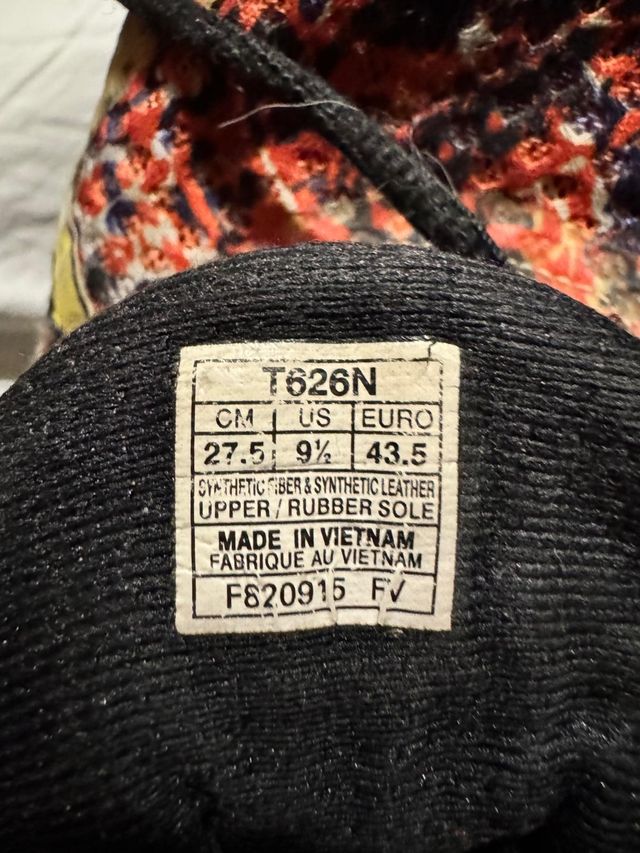 T626N
CM US EURO
27.5 9½ 43.5
SYNTHETIC FIBER & SYNTHETIC LEATHER
UPPER / RUBBER SOLE
MADE IN VIETNAM
FABRIQUE AU VIETNAM
F820915 FV